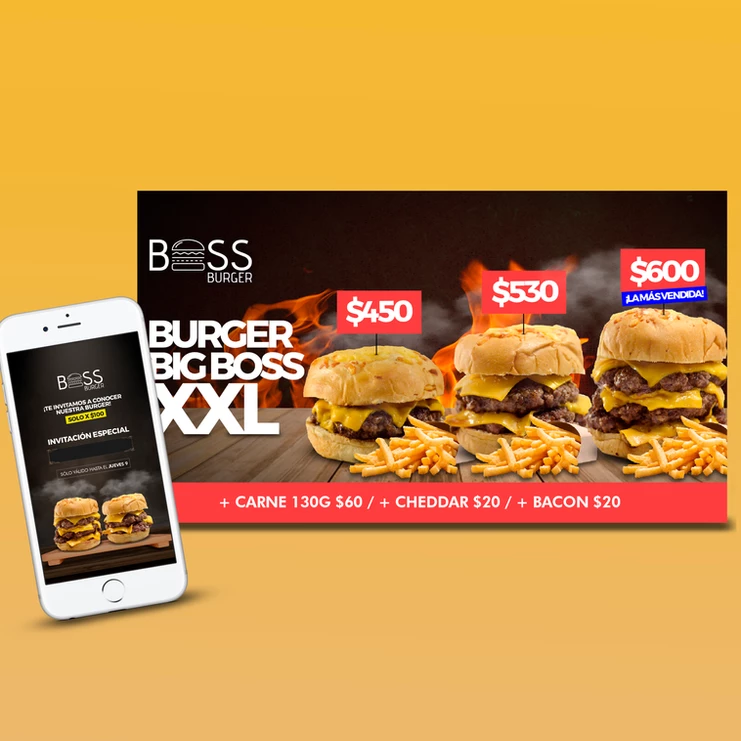 BOSS
BURGER
BURGER
BIG BOSS
XXL
$450
$530
$600
¡LA MÁS VENDIDA!
+ CARNE 130G $60 / + CHEDDAR $20 / + BACON $20
BOSS
BURGER
¡TE INVITAMOS A CONOCER
NUESTRA BURGER!
SOLO X $100
INVITACIÓN ESPECIAL
SÓLO VÁLIDO HASTA EL JUEVES 9